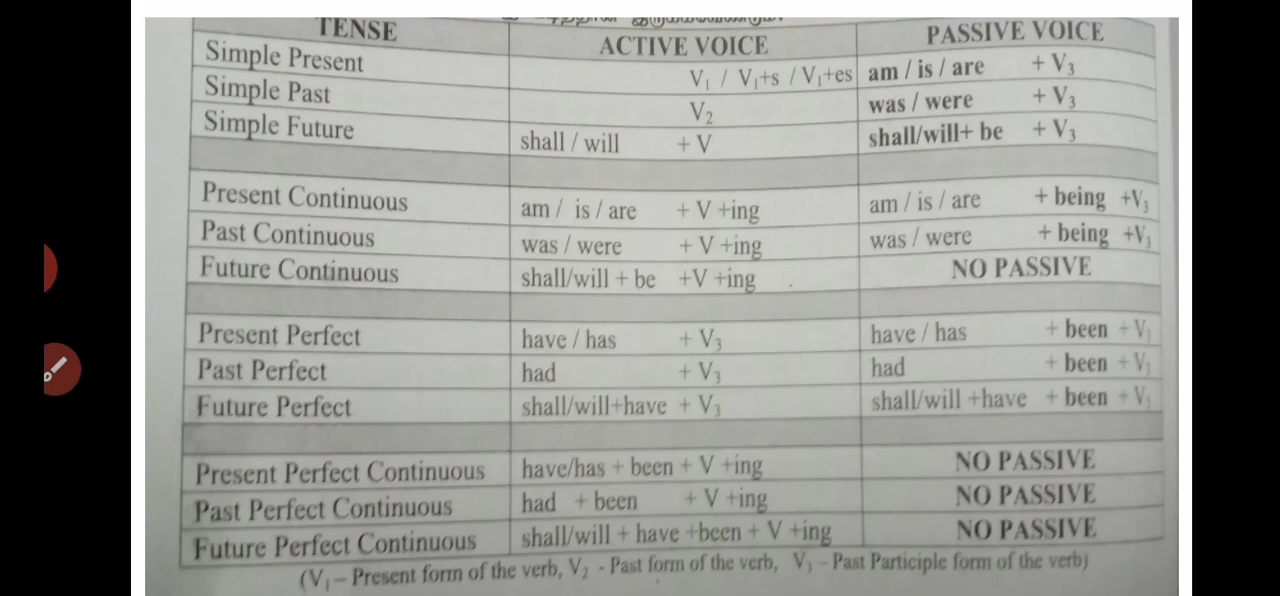 TENSE ACTIVE VOICE PASSIVE VOICE
Simple Present V₁ / V₁+s / V₁+es am / is / are + V₃
Simple Past V₂ was / were + V₃
Simple Future shall / will + V shall/will+ be + V₃
Present Continuous am / is / are + V +ing am / is / are + being +V₃
Past Continuous was / were + V +ing was / were + being +V₃
Future Continuous shall/will + be +V +ing NO PASSIVE
Present Perfect have / has + V₃ have / has + been + V₃
Past Perfect had + V₃ had + been + V₃
Future Perfect shall/will+have + V₃ shall/will +have + been + V₃
Present Perfect Continuous have/has + been + V +ing NO PASSIVE
Past Perfect Continuous had + been + V +ing NO PASSIVE
Future Perfect Continuous shall/will + have +been + V +ing NO PASSIVE
(V₁ – Present form of the verb, V₂ - Past form of the verb, V₃ - Past Participle form of the verb)